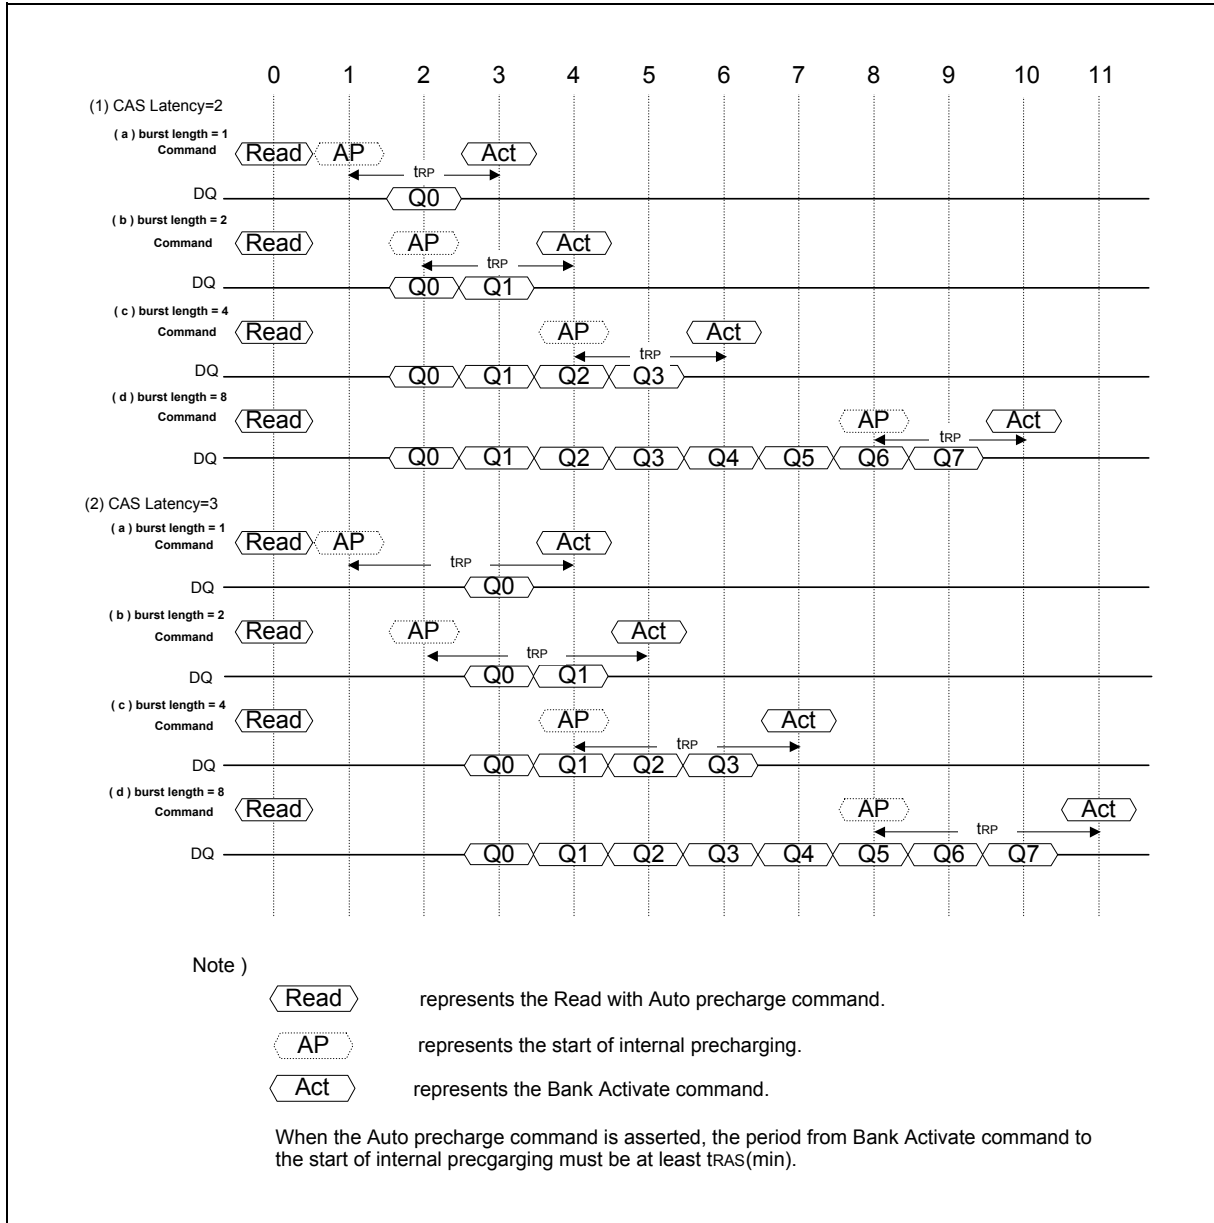 0 1 2 3 4 5 6 7 8 9 10 11
(1) CAS Latency=2
( a ) burst length = 1
Command Read AP Act
tRP
DQ Q0
( b ) burst length = 2
Command Read AP Act
tRP
DQ Q0 Q1
( c ) burst length = 4
Command Read AP Act
tRP
DQ Q0 Q1 Q2 Q3
( d ) burst length = 8
Command Read AP Act
tRP
DQ Q0 Q1 Q2 Q3 Q4 Q5 Q6 Q7
(2) CAS Latency=3
( a ) burst length = 1
Command Read AP Act
tRP
DQ Q0
( b ) burst length = 2
Command Read AP Act
tRP
DQ Q0 Q1
( c ) burst length = 4
Command Read AP Act
tRP
DQ Q0 Q1 Q2 Q3
( d ) burst length = 8
Command Read AP Act
tRP
DQ Q0 Q1 Q2 Q3 Q4 Q5 Q6 Q7
Note )
Read represents the Read with Auto precharge command.
AP represents the start of internal precharging.
Act represents the Bank Activate command.
When the Auto precharge command is asserted, the period from Bank Activate command to
the start of internal precgarging must be at least tRAS(min).